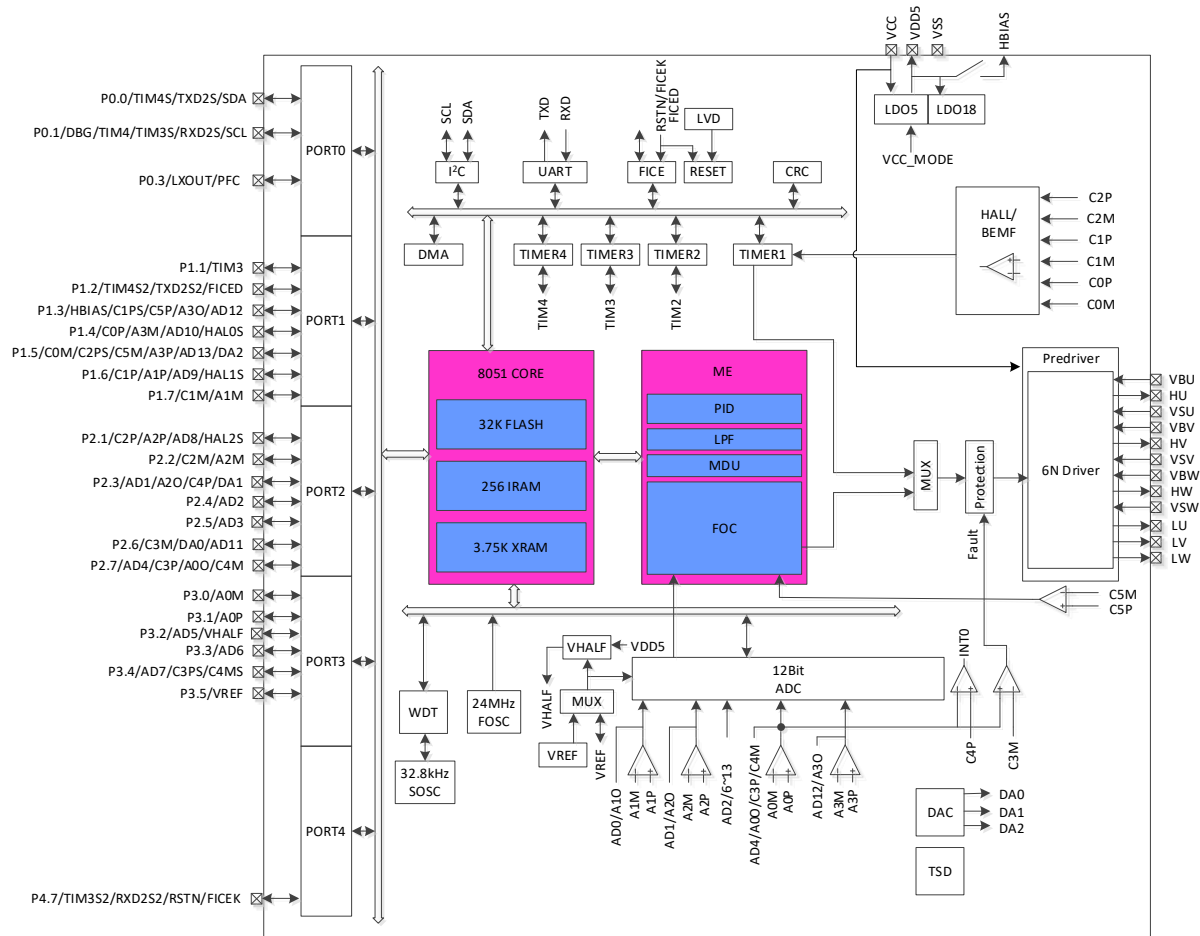 VCC
VDD5
VSS
HBIAS
P0.0/TIM4S/TXD2S/SDA
P0.1/DBG/TIM4/TIM3S/RXD2S/SCL
P0.3/LXOUT/PFC
PORT0
P1.1/TIM3
P1.2/TIM4S2/TXD2S2/FICED
P1.3/HBIAS/C1PS/C5P/A3O/AD12
P1.4/C0P/A3M/AD10/HAL0S
P1.5/C0M/C2PS/C5M/A3P/AD13/DA2
P1.6/C1P/A1P/AD9/HAL1S
P1.7/C1M/A1M
PORT1
P2.1/C2P/A2P/AD8/HAL2S
P2.2/C2M/A2M
P2.3/AD1/A2O/C4P/DA1
P2.4/AD2
P2.5/AD3
P2.6/C3M/DA0/AD11
P2.7/AD4/C3P/A0O/C4M
PORT2
P3.0/A0M
P3.1/A0P
P3.2/AD5/VHALF
P3.3/AD6
P3.4/AD7/C3PS/C4MS
P3.5/VREF
PORT3
PORT4
P4.7/TIM3S2/RXD2S2/RSTN/FICEK
SCL
SDA
TXD
RXD
RSTN/FICEK
FICED
LVD
I²C
UART
FICE
RESET
CRC
DMA
TIMER4
TIMER3
TIMER2
TIMER1
TIM4
TIM3
TIM2
LDO5
LDO18
VCC_MODE
HALL/
BEMF
C2P
C2M
C1P
C1M
C0P
C0M
8051 CORE
32K FLASH
256 IRAM
3.75K XRAM
ME
PID
LPF
MDU
FOC
MUX
Protection
Fault
Predriver
6N Driver
VBU
HU
VSU
VBV
HV
VSV
VBW
HW
VSW
LU
LV
LW
C5M
C5P
WDT
24MHz
FOSC
32.8kHz
SOSC
VHALF
VDD5
VHALF
MUX
VREF
VREF
12Bit
ADC
AD0/A1O
A1M
A1P
AD1/A2O
A2M
A2P
AD2/6~13
AD4/A0O/C3P/C4M
A0M
A0P
AD12/A3O
A3M
A3P
INT0
C4P
C3M
DAC
DA0
DA1
DA2
TSD